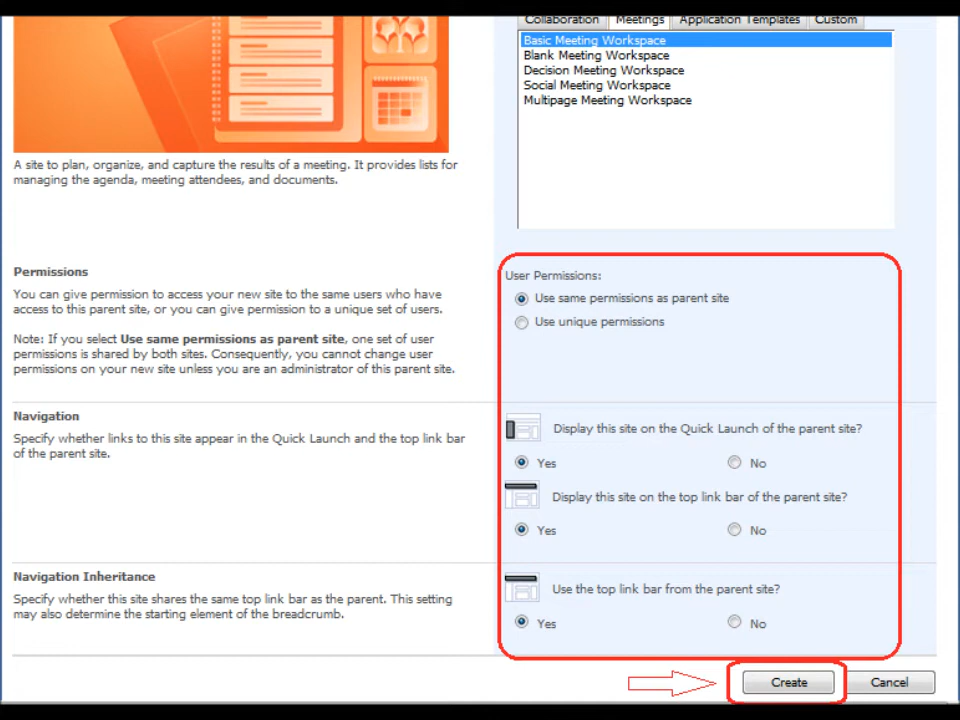 Collaboration Meetings Application Templates Custom
Basic Meeting Workspace
Blank Meeting Workspace
Decision Meeting Workspace
Social Meeting Workspace
Multipage Meeting Workspace
A site to plan, organize, and capture the results of a meeting. It provides lists for
managing the agenda, meeting attendees, and documents.
Permissions
You can give permission to access your new site to the same users who have
access to this parent site, or you can give permission to a unique set of users.
Note: If you select Use same permissions as parent site, one set of user
permissions is shared by both sites. Consequently, you cannot change user
permissions on your new site unless you are an administrator of this parent site.
User Permissions:
Use same permissions as parent site
Use unique permissions
Navigation
Specify whether links to this site appear in the Quick Launch and the top link bar
of the parent site.
Display this site on the Quick Launch of the parent site?
Yes No
Display this site on the top link bar of the parent site?
Yes No
Navigation Inheritance
Specify whether this site shares the same top link bar as the parent. This setting
may also determine the starting element of the breadcrumb.
Use the top link bar from the parent site?
Yes No
Create Cancel